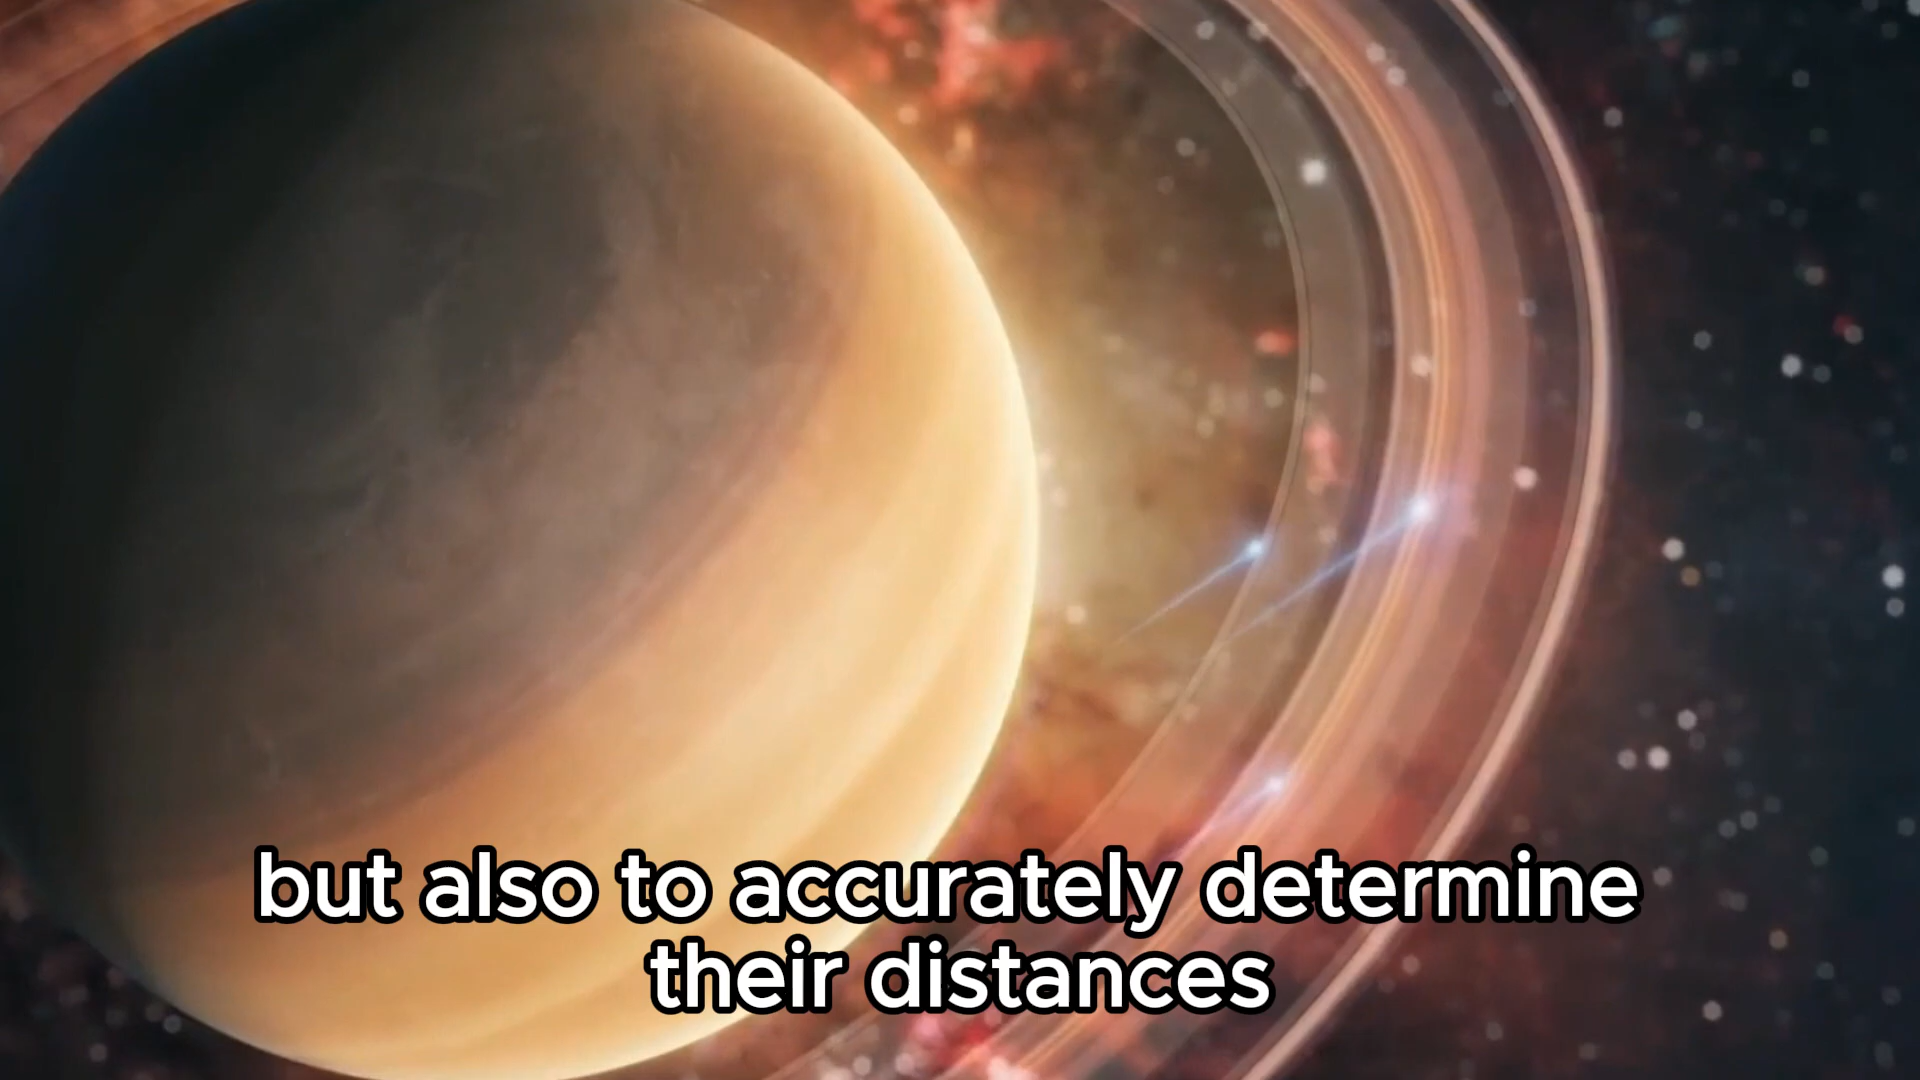 but also to accurately determine
their distances